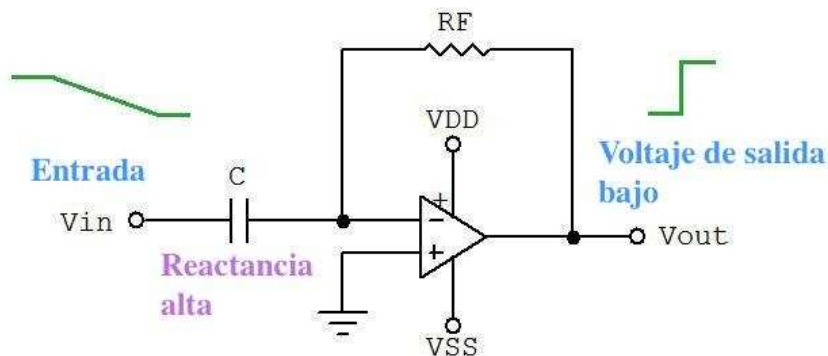 RF
VDD
Voltaje de salida
bajo
Entrada
C
+
-
Vin
Vout
+
Reactancia
alta
VSS